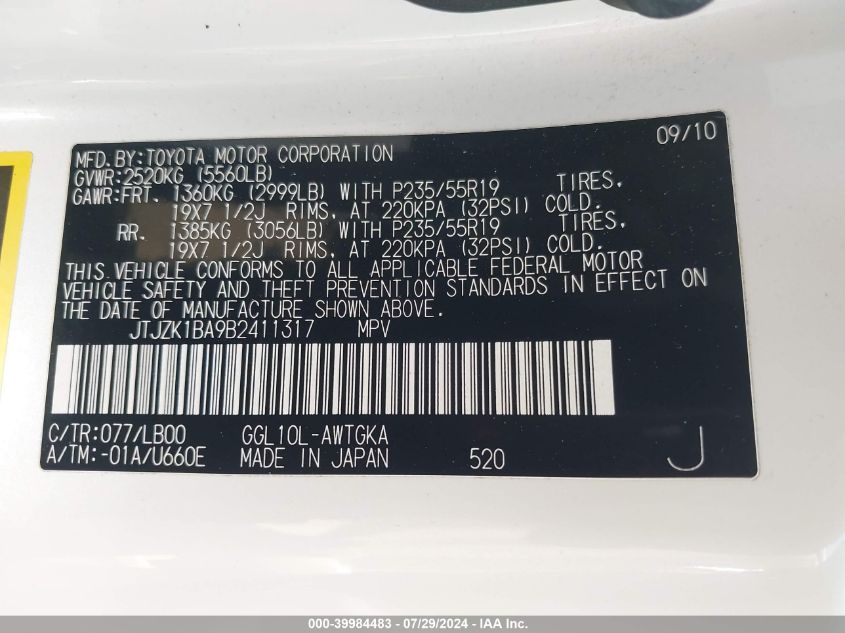 09/10
MFD. BY: TOYOTA MOTOR CORPORATION
GVWR: 2520KG (5560LB)
GAWR: FRT. 1360KG (2999LB) WITH P235/55R19 TIRES,
19X7 1/2J RIMS, AT 220KPA (32PSI) COLD.
RR. 1385KG (3056LB) WITH P235/55R19 TIRES,
19X7 1/2J RIMS, AT 220KPA (32PSI) COLD.
THIS VEHICLE CONFORMS TO ALL APPLICABLE FEDERAL MOTOR
VEHICLE SAFETY AND THEFT PREVENTION STANDARDS IN EFFECT ON
THE DATE OF MANUFACTURE SHOWN ABOVE.
JTJZK1BA9B2411317 MPV
C/TR: 077/LB00 GGL10L-AWTGKA
A/TM: -01A/U660E MADE IN JAPAN 520 J
000-39984483 - 07/29/2024 - IAA Inc.